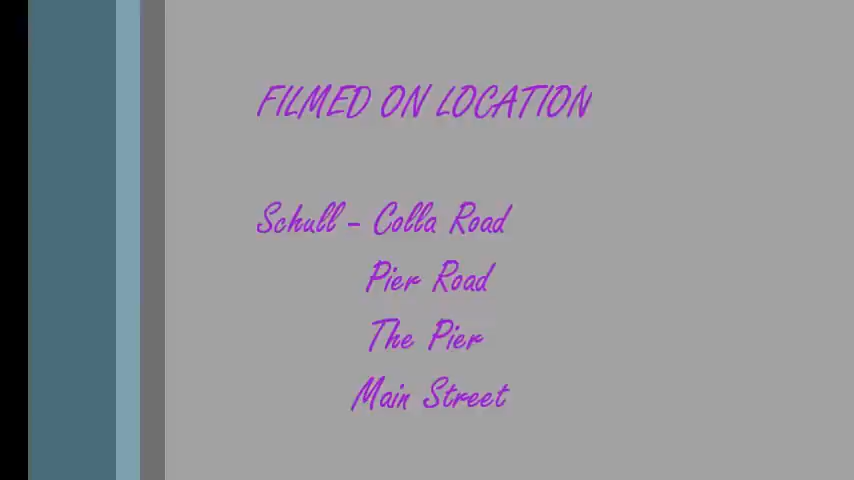 FILMED ON LOCATION
Schull - Colla Road
Pier Road
The Pier
Main Street